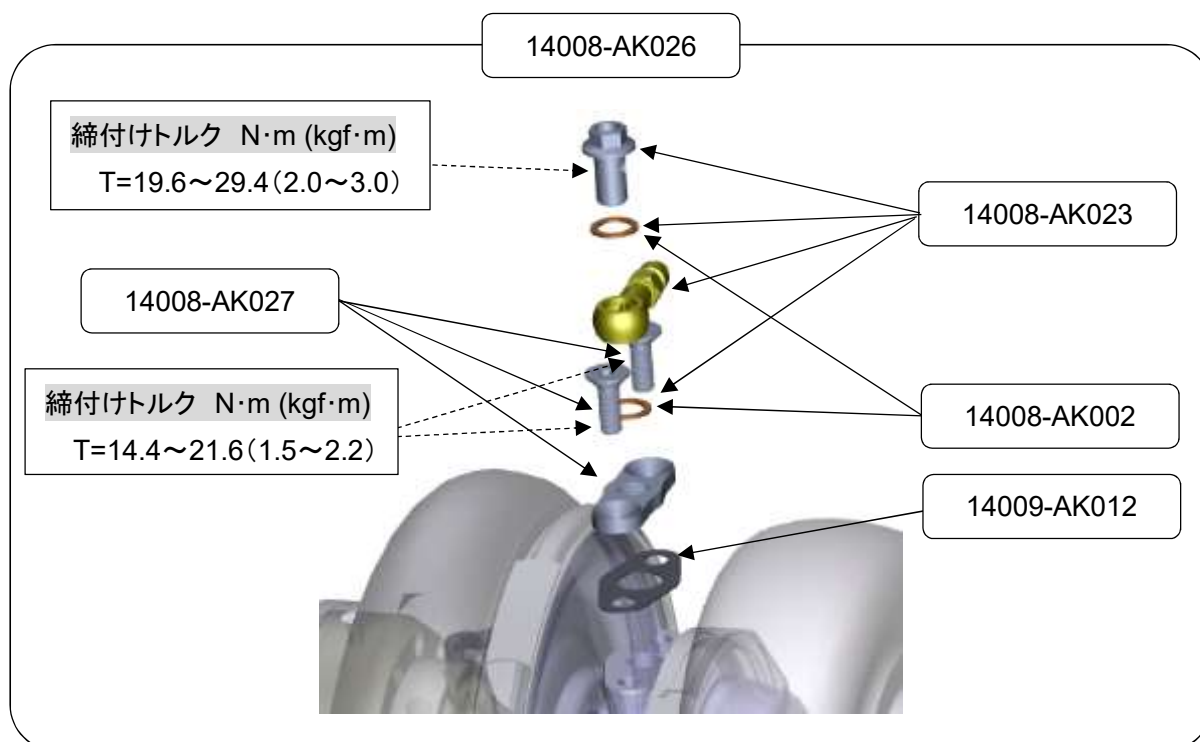 14008-AK026
締付けトルク N·m (kgf·m)
T=19.6～29.4(2.0～3.0)
14008-AK023
14008-AK027
締付けトルク N·m (kgf·m)
T=14.4～21.6(1.5～2.2)
14008-AK002
14009-AK012